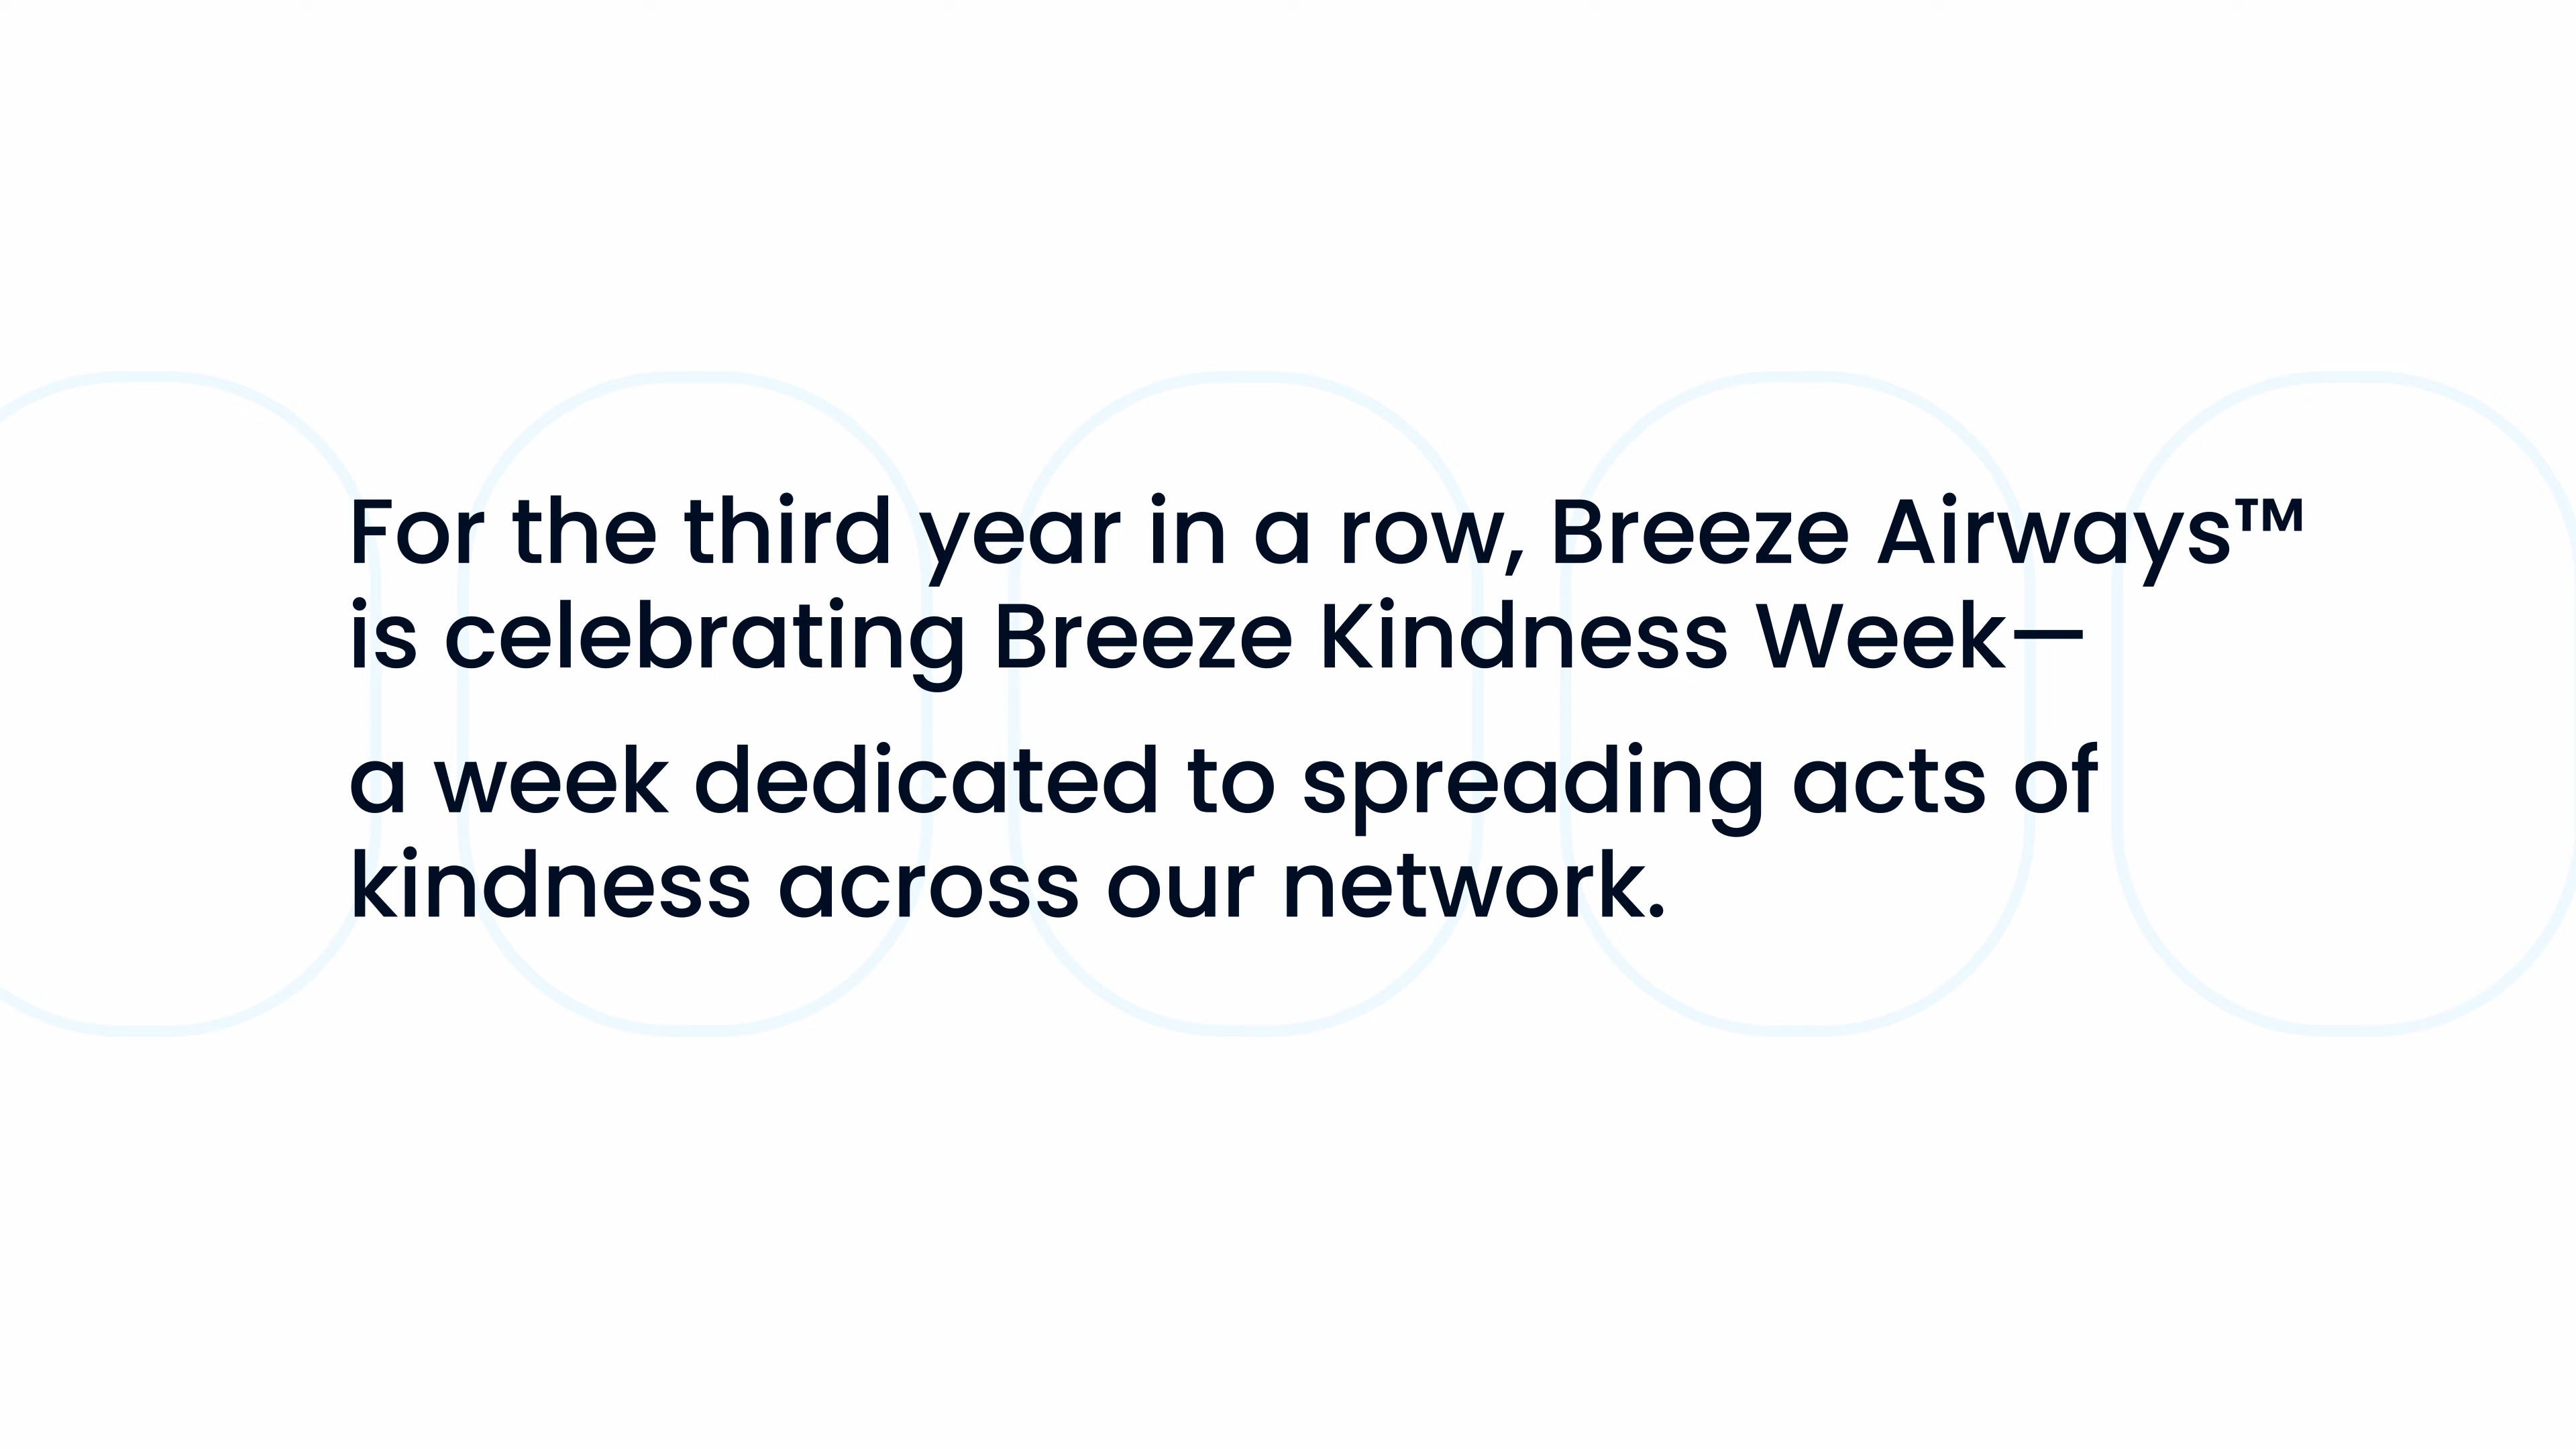 For the third year in a row, Breeze Airways™
is celebrating Breeze Kindness Week—
a week dedicated to spreading acts of
kindness across our network.